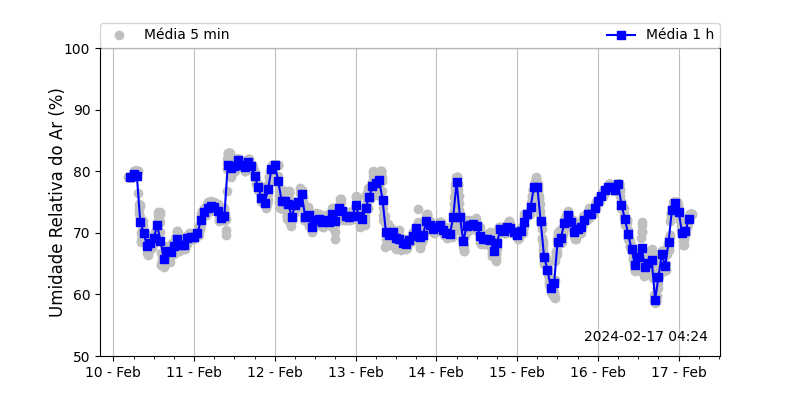 Média 5 min
Média 1 h
Umidade Relativa do Ar (%)
100
90
80
70
60
50
2024-02-17 04:24
10 - Feb
11 - Feb
12 - Feb
13 - Feb
14 - Feb
15 - Feb
16 - Feb
17 - Feb